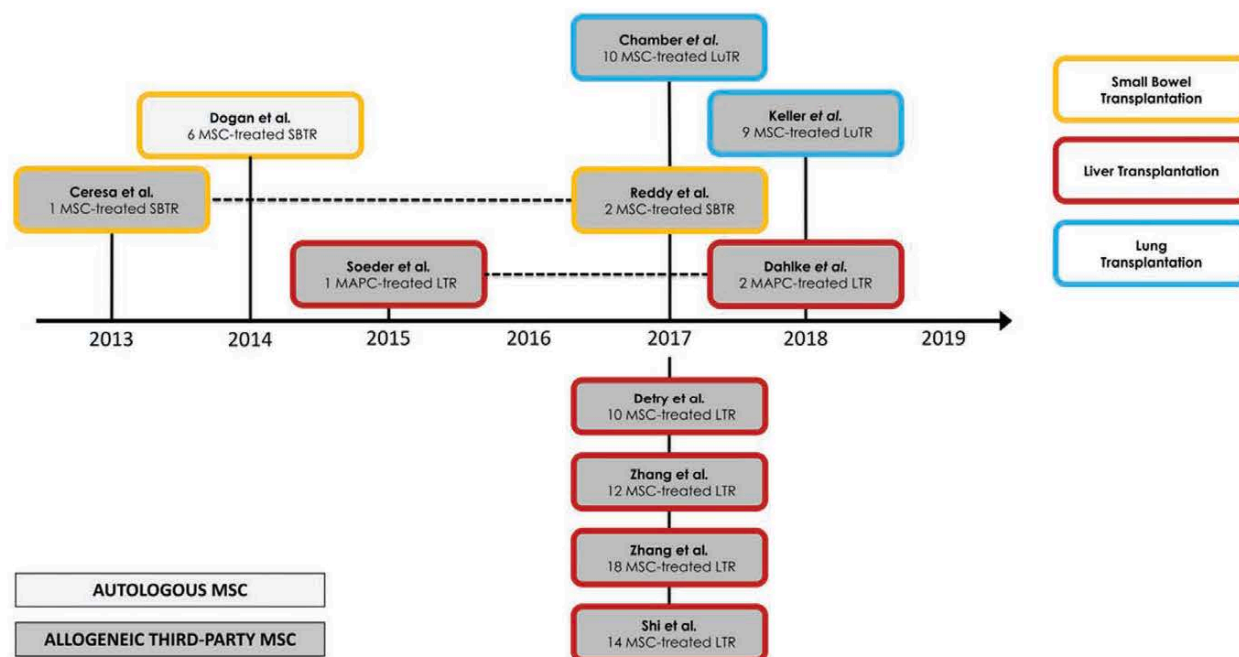 Chamber et al.
10 MSC-treated LuTR
Dogan et al.
6 MSC-treated SBTR
Keller et al.
9 MSC-treated LuTR
Ceresa et al.
1 MSC-treated SBTR
Reddy et al.
2 MSC-treated SBTR
Soeder et al.
1 MAPC-treated LTR
Dahlke et al.
2 MAPC-treated LTR
2013 2014 2015 2016 2017 2018 2019
Detry et al.
10 MSC-treated LTR
Zhang et al.
12 MSC-treated LTR
Zhang et al.
18 MSC-treated LTR
Shi et al.
14 MSC-treated LTR
Small Bowel
Transplantation
Liver Transplantation
Lung
Transplantation
AUTOLOGOUS MSC
ALLOGENEIC THIRD-PARTY MSC